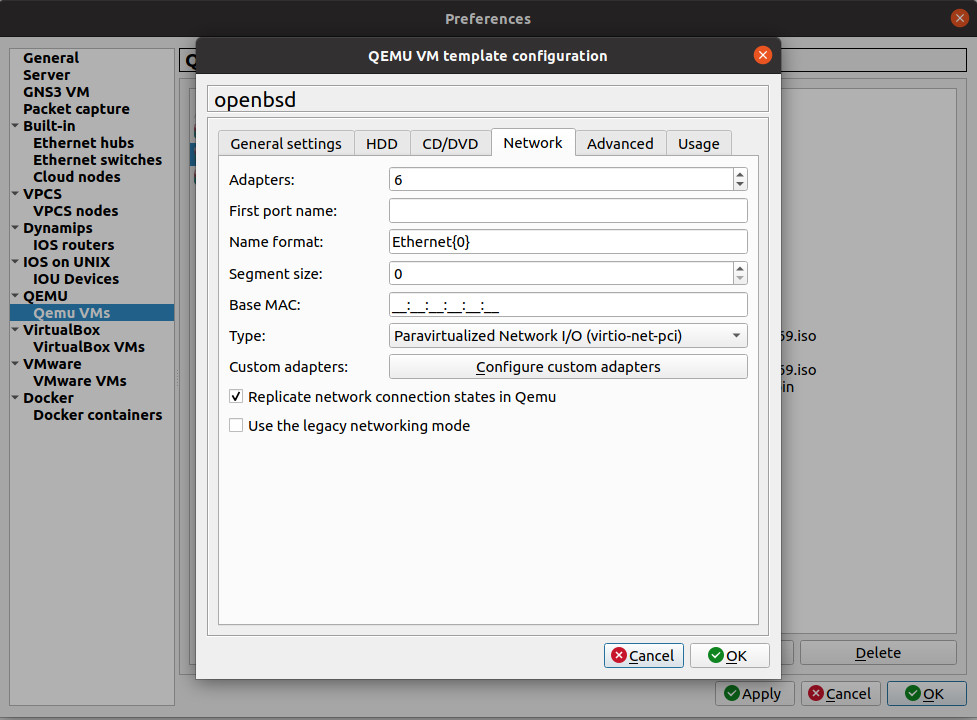 Preferences
General
Server
GNS3 VM
Packet capture
Built-in
Ethernet hubs
Ethernet switches
Cloud nodes
VPCS
VPCS nodes
Dynamips
IOS routers
IOS on UNIX
IOU Devices
QEMU
Qemu VMs
VirtualBox
VirtualBox VMs
VMware
VMware VMs
Docker
Docker containers
QEMU VM template configuration
openbsd
General settings HDD CD/DVD Network Advanced Usage
Adapters: 6
First port name:
Name format: Ethernet{0}
Segment size: 0
Base MAC: __:__:__:__:__:__
Type: Paravirtualized Network I/O (virtio-net-pci)
Custom adapters: Configure custom adapters
Replicate network connection states in Qemu
Use the legacy networking mode
Cancel OK
69.iso
69.iso
Delete
Apply Cancel OK